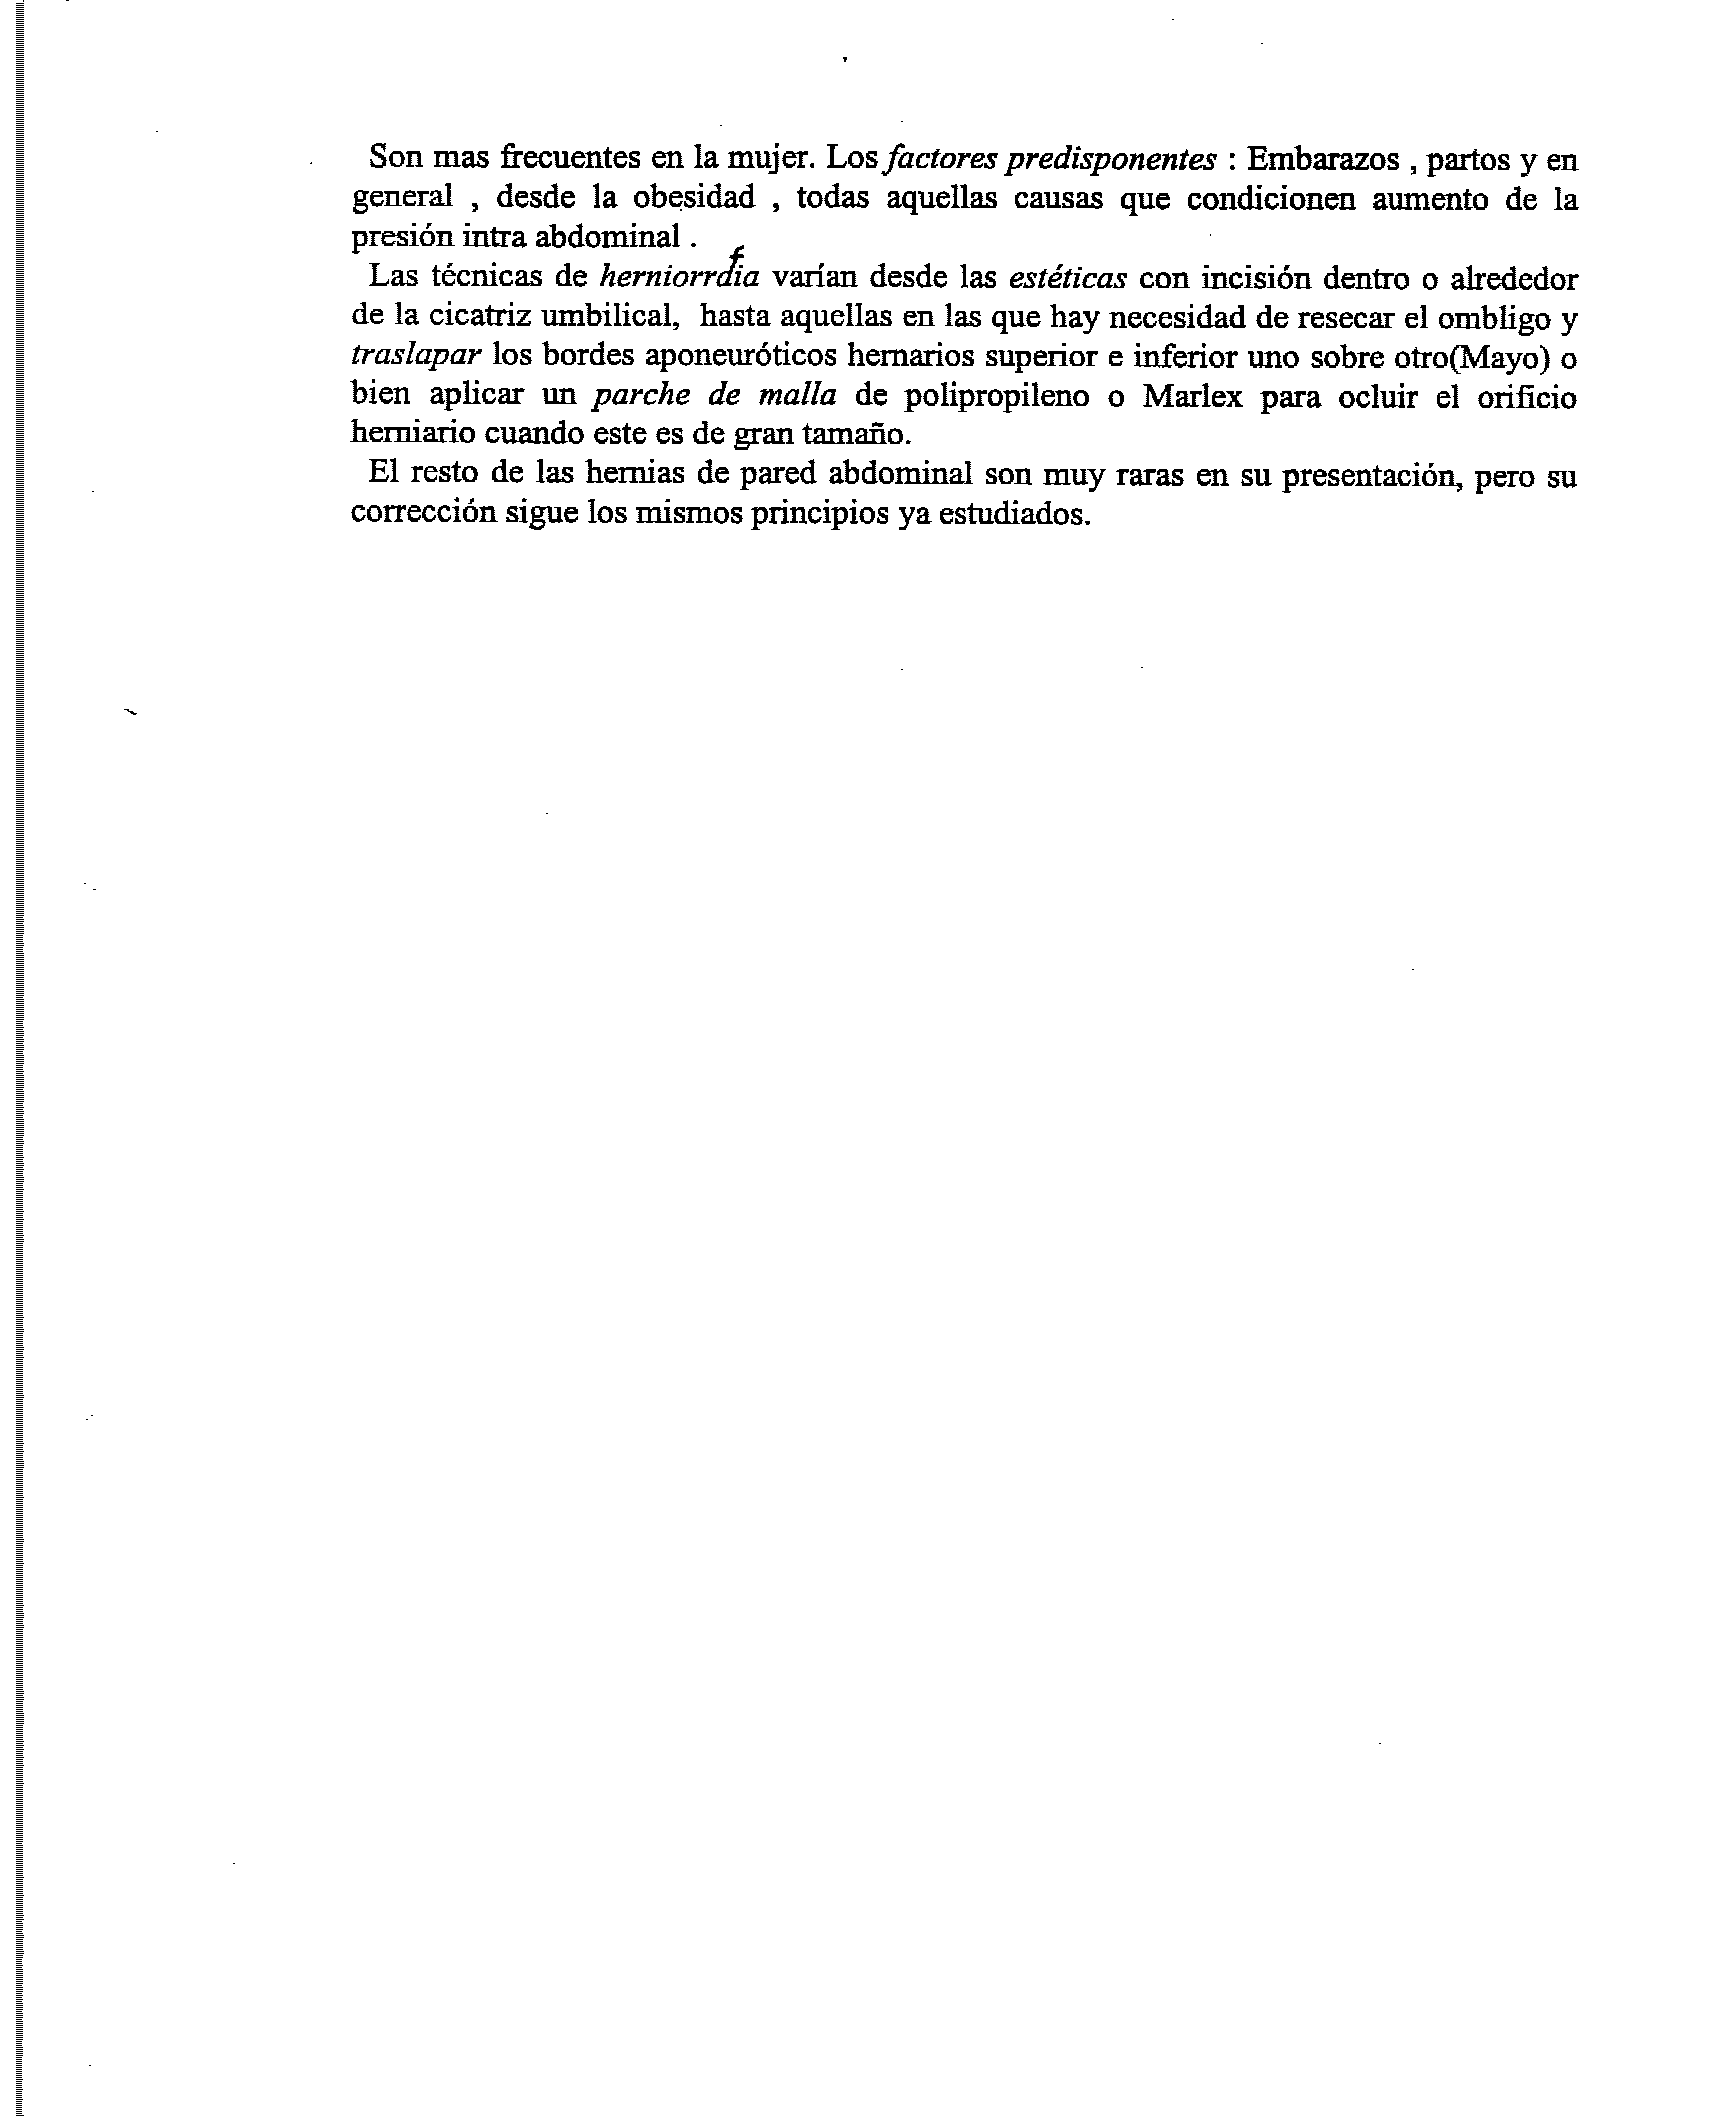 Son mas frecuentes en la mujer. Los factores predisponentes : Embarazos , partos y en
general , desde la obesidad , todas aquellas causas que condicionen aumento de la
presión intra abdominal .
Las técnicas de herniorrafia varían desde las estéticas con incisión dentro o alrededor
de la cicatriz umbilical, hasta aquellas en las que hay necesidad de resecar el ombligo y
traslapar los bordes aponeuróticos hernarios superior e inferior uno sobre otro(Mayo) o
bien aplicar un parche de malla de polipropileno o Marlex para ocluir el orificio
herniario cuando este es de gran tamaño.
El resto de las hernias de pared abdominal son muy raras en su presentación, pero su
corrección sigue los mismos principios ya estudiados.